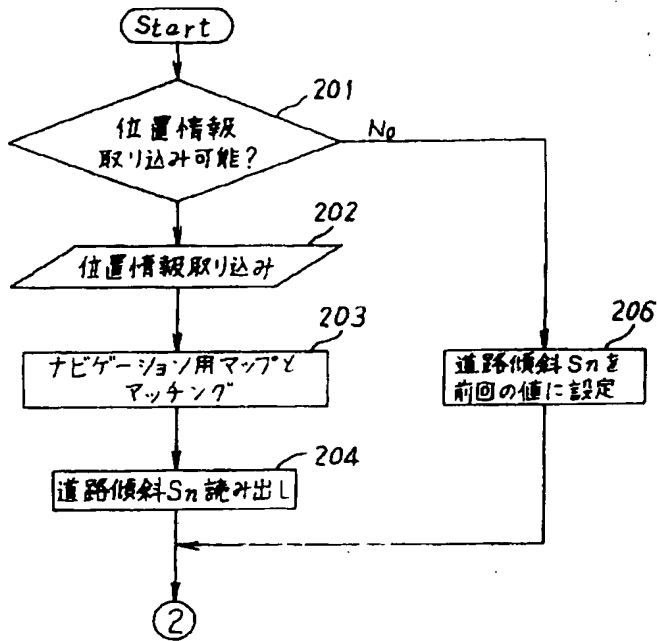 Start
201
位置情報
取り込み可能?
No
202
位置情報取り込み
203
ナビゲーション用マップと
マッチング
206
道路傾斜Snを
前回の値に設定
204
道路傾斜Sn読み出し
2